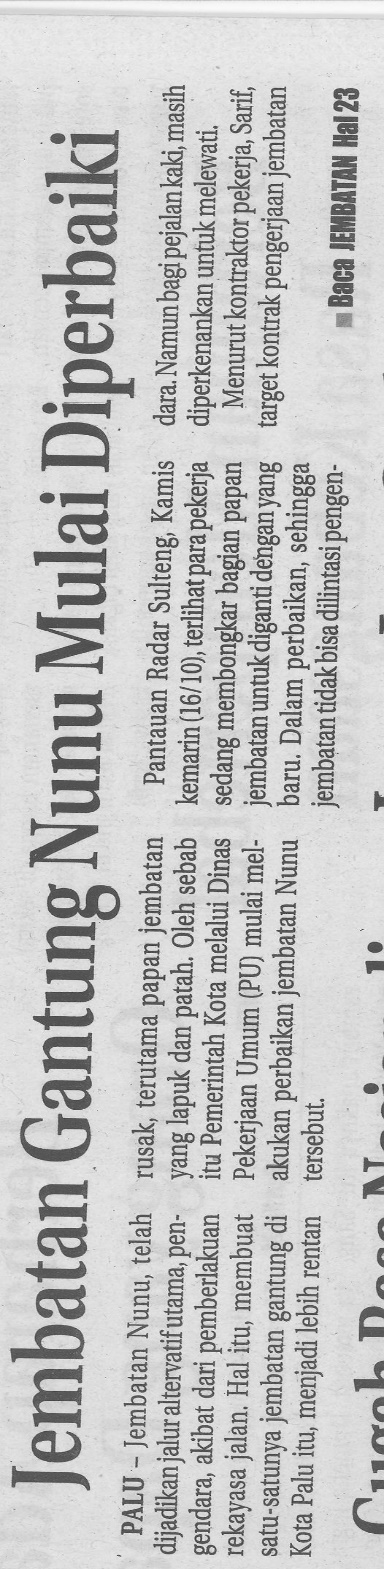 Jembatan Gantung Nunu Mulai Diperbaiki
PALU – Jembatan Nunu, telah
dijadikan jalur altervatif utama, pen-
gendara, akibat dari pemberlakuan
rekayasa jalan. Hal itu, membuat
satu-satunya jembatan gantung di
Kota Palu itu, menjadi lebih rentan
rusak, terutama papan jembatan
yang lapuk dan patah. Oleh sebab
itu Pemerintah Kota melalui Dinas
Pekerjaan Umum (PU) mulai mel-
akukan perbaikan jembatan Nunu
tersebut.
Pantauan Radar Sulteng, Kamis
kemarin (16/10), terlihat para pekerja
sedang membongkar bagian papan
jembatan untuk diganti dengan yang
baru. Dalam perbaikan, sehingga
jembatan tidak bisa dilintasi pengen-
dara. Namun bagi pejalan kaki, masih
diperkenankan untuk melewati.
Menurut kontraktor pekerja, Sarif,
target kontrak pengerjaan jembatan
■ Baca JEMBATAN Hal 23